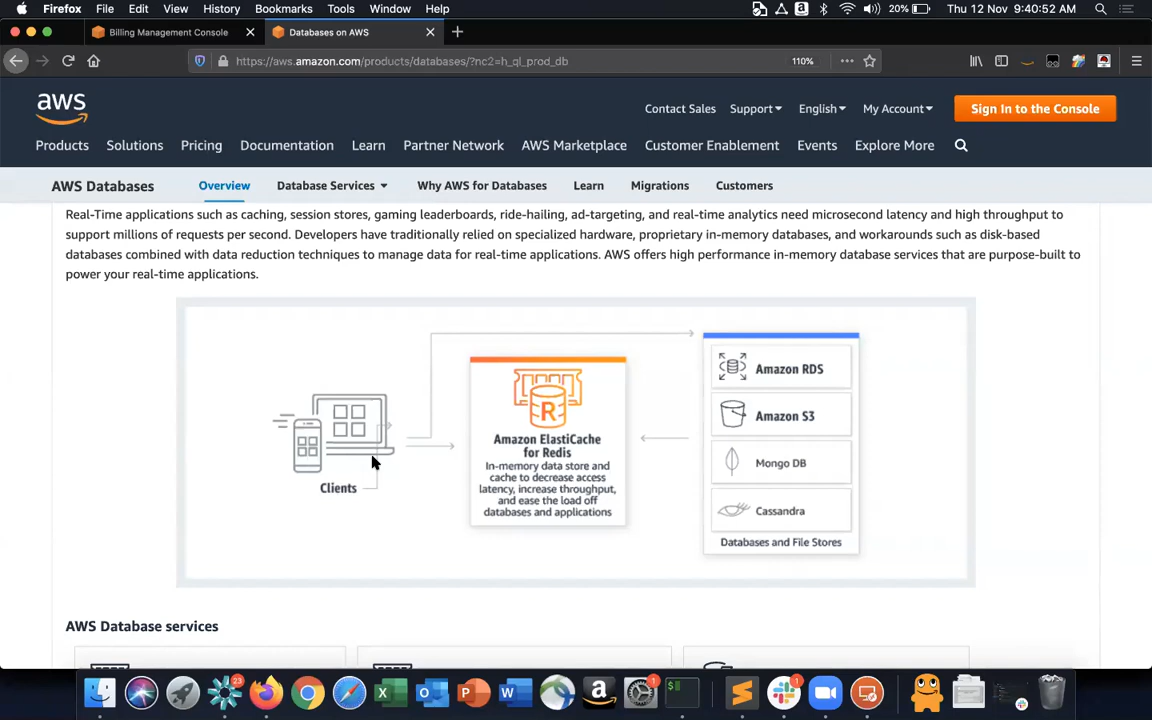 Firefox File Edit View History Bookmarks Tools Window Help 20% Thu 12 Nov 9:40:52 AM
Billing Management Console Databases on AWS
https://aws.amazon.com/products/databases/?nc2=h_ql_prod_db 110%
aws
Contact Sales Support English My Account Sign In to the Console
Products Solutions Pricing Documentation Learn Partner Network AWS Marketplace Customer Enablement Events Explore More
AWS Databases Overview Database Services Why AWS for Databases Learn Migrations Customers
Real-Time applications such as caching, session stores, gaming leaderboards, ride-hailing, ad-targeting, and real-time analytics need microsecond latency and high throughput to
support millions of requests per second. Developers have traditionally relied on specialized hardware, proprietary in-memory databases, and workarounds such as disk-based
databases combined with data reduction techniques to manage data for real-time applications. AWS offers high performance in-memory database services that are purpose-built to
power your real-time applications.
Clients
R
Amazon ElastiCache
for Redis
In-memory data store and
cache to decrease access
latency, increase throughput,
and ease the load off
databases and applications
Amazon RDS
Amazon S3
Mongo DB
Cassandra
Databases and File Stores
AWS Database services
23
1
1